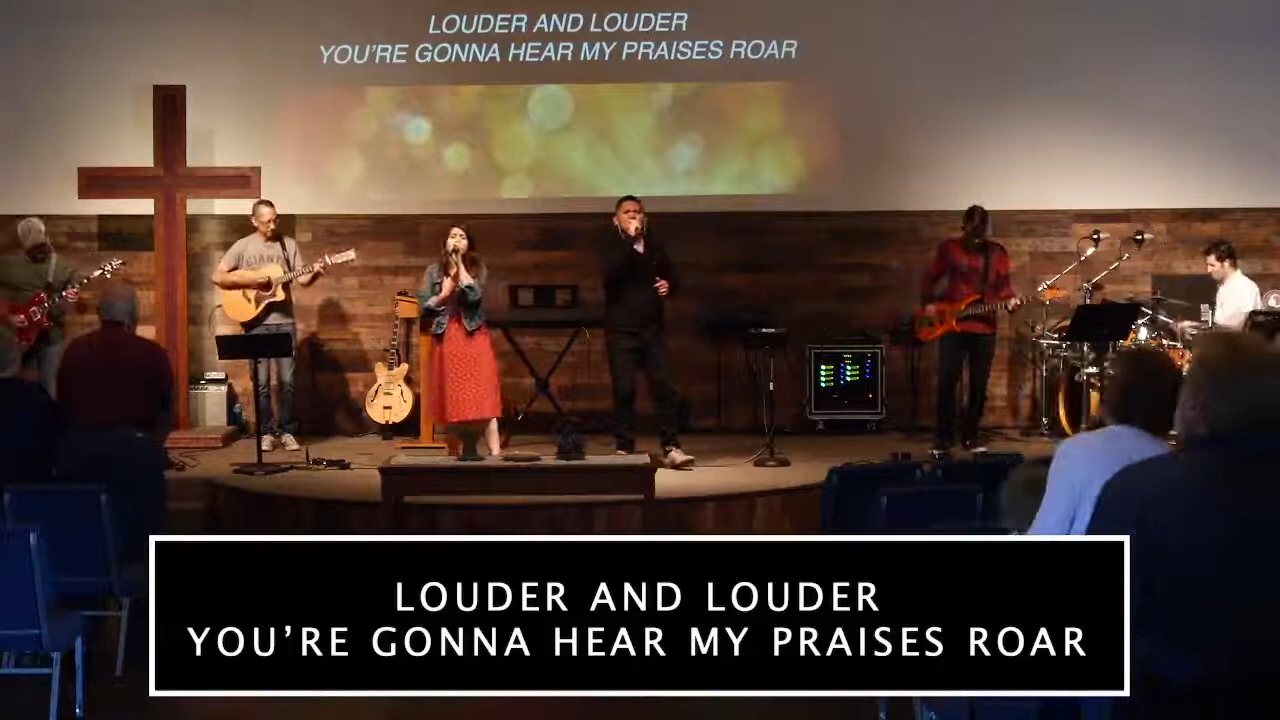 LOUDER AND LOUDER
YOU'RE GONNA HEAR MY PRAISES ROAR
GIANTS
LOUDER AND LOUDER
YOU'RE GONNA HEAR MY PRAISES ROAR